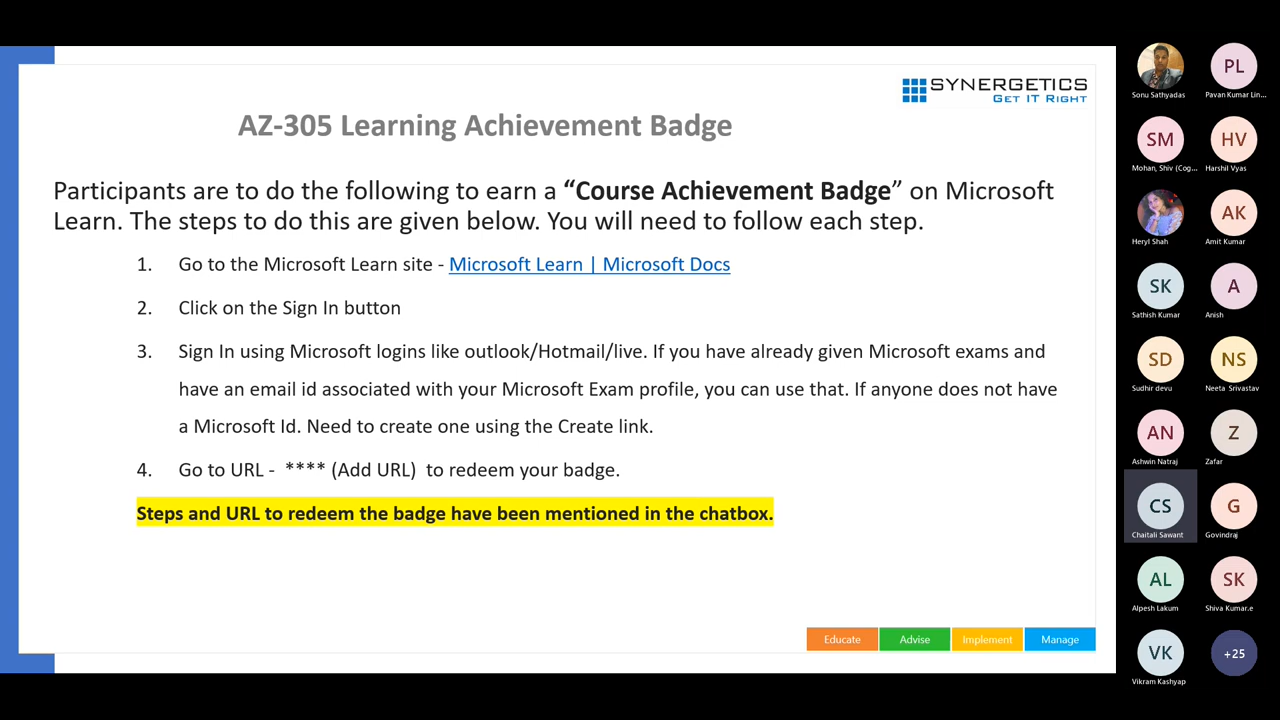 SYNERGETICS
GET IT RIGHT
AZ-305 Learning Achievement Badge
Participants are to do the following to earn a “Course Achievement Badge” on Microsoft
Learn. The steps to do this are given below. You will need to follow each step.
1. Go to the Microsoft Learn site - Microsoft Learn | Microsoft Docs
2. Click on the Sign In button
3. Sign In using Microsoft logins like outlook/Hotmail/live. If you have already given Microsoft exams and
have an email id associated with your Microsoft Exam profile, you can use that. If anyone does not have
a Microsoft Id. Need to create one using the Create link.
4. Go to URL - **** (Add URL) to redeem your badge.
Steps and URL to redeem the badge have been mentioned in the chatbox.
Educate Advise Implement Manage
PL
Sonu Sathyadas Pavan Kumar Lin...
SM HV
Mohan, Shiv (Cog... Harshil Vyas
AK
Heryl Shah Amit Kumar
SK A
Sathish Kumar Anish
SD NS
Sudhir devu Neeta Srivastav
AN Z
Ashwin Natraj Zafar
CS G
Chaitali Sawant Govindraj
AL SK
Alpesh Lakum Shiva Kumar.e
VK +25
Vikram Kashyap